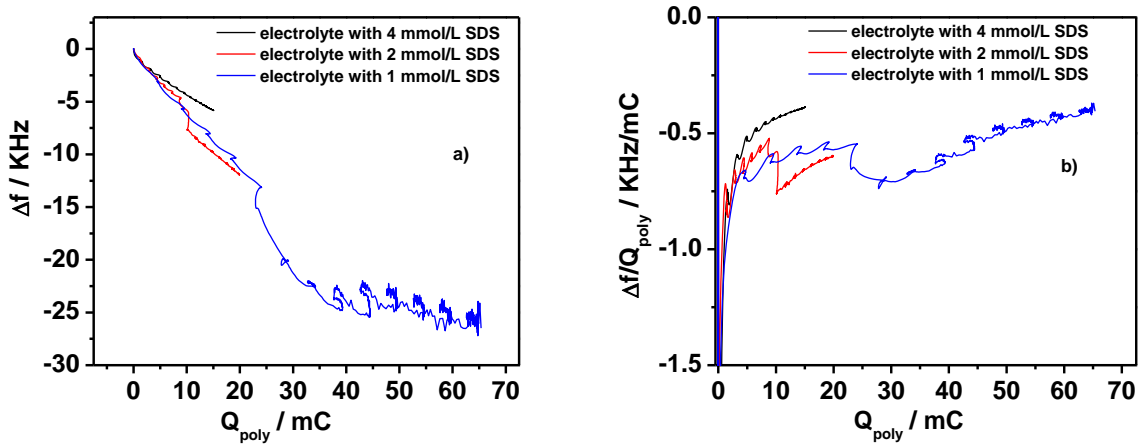 electrolyte with 4 mmol/L SDS
electrolyte with 2 mmol/L SDS
electrolyte with 1 mmol/L SDS
a)
Δf / KHz
0
-5
-10
-15
-20
-25
-30
0 10 20 30 40 50 60 70
Qpoly / mC
electrolyte with 4 mmol/L SDS
electrolyte with 2 mmol/L SDS
electrolyte with 1 mmol/L SDS
b)
Δf/Qpoly / KHz/mC
0.0
-0.5
-1.0
-1.5
0 10 20 30 40 50 60 70
Qpoly / mC